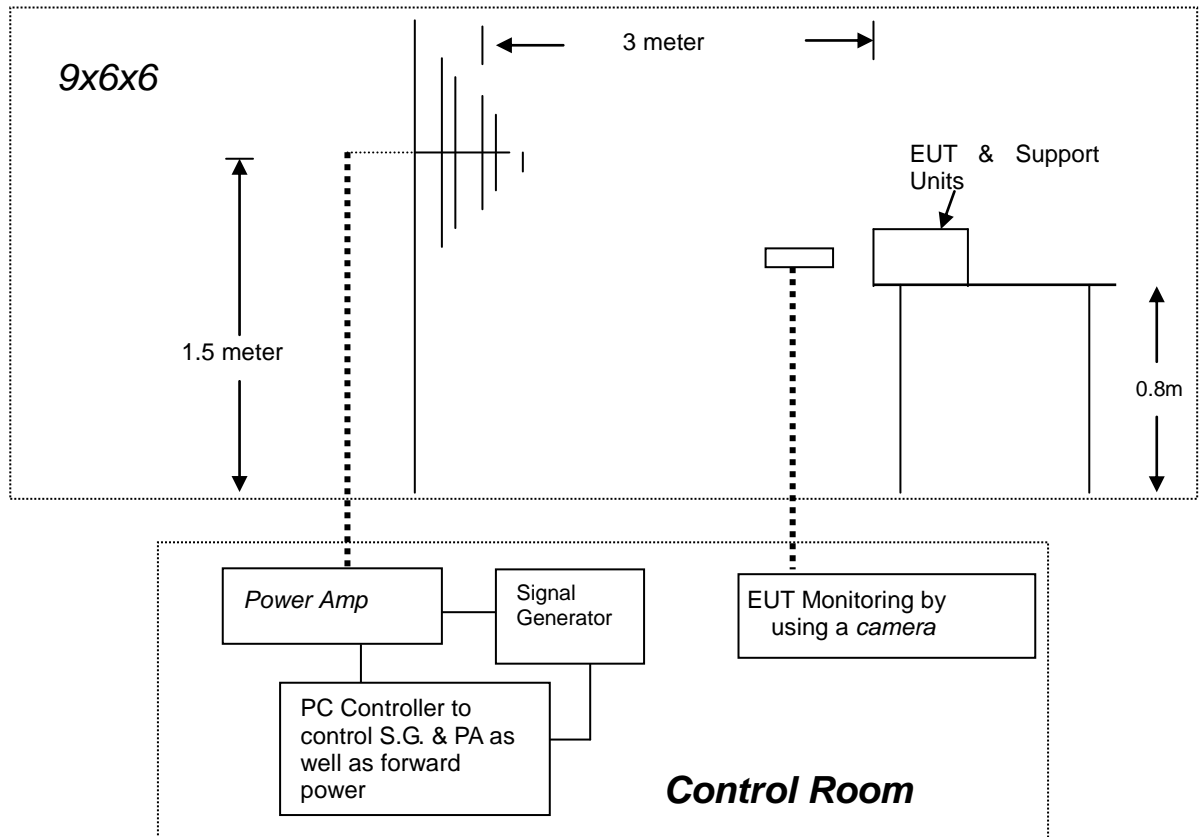 3 meter
9x6x6
EUT & Support
Units
1.5 meter
0.8m
Power Amp
Signal
Generator
EUT Monitoring by
using a camera
PC Controller to
control S.G. & PA as
well as forward
power
Control Room